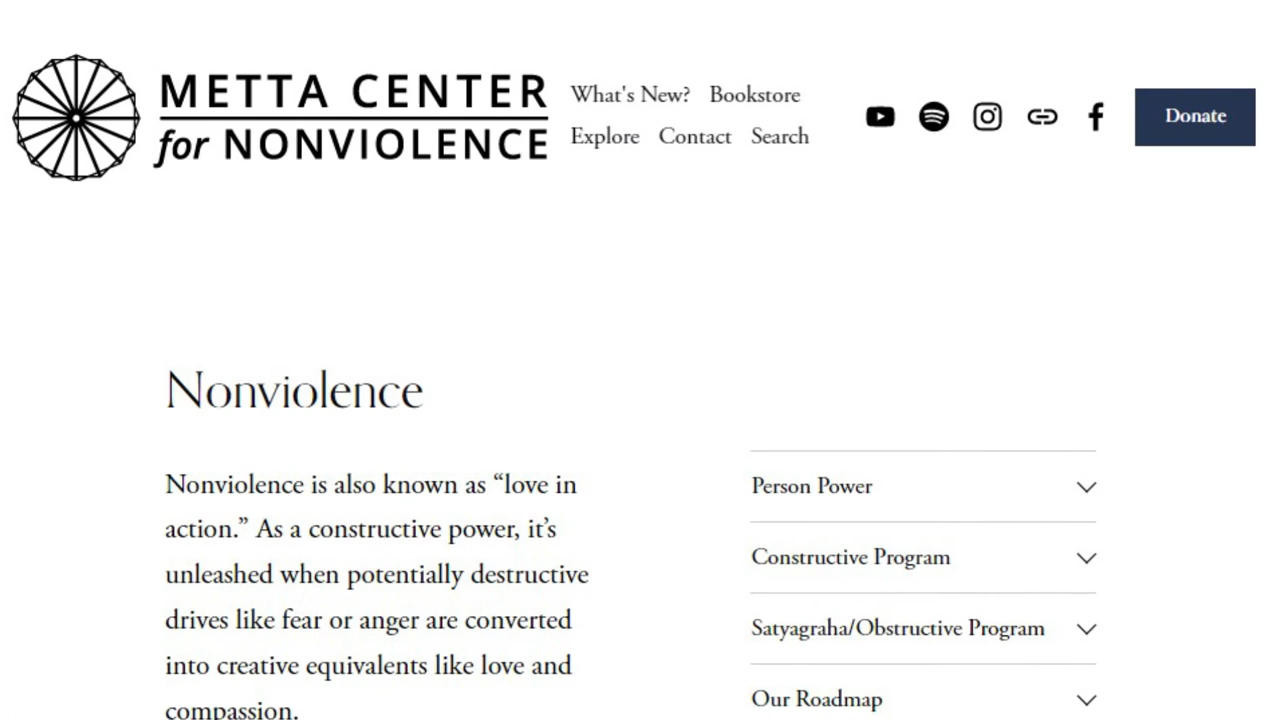 METTA CENTER
for NONVIOLENCE
What's New? Bookstore
Explore Contact Search
Donate
Nonviolence
Nonviolence is also known as “love in
action.” As a constructive power, it’s
unleashed when potentially destructive
drives like fear or anger are converted
into creative equivalents like love and
compassion.
Person Power
Constructive Program
Satyagraha/Obstructive Program
Our Roadmap